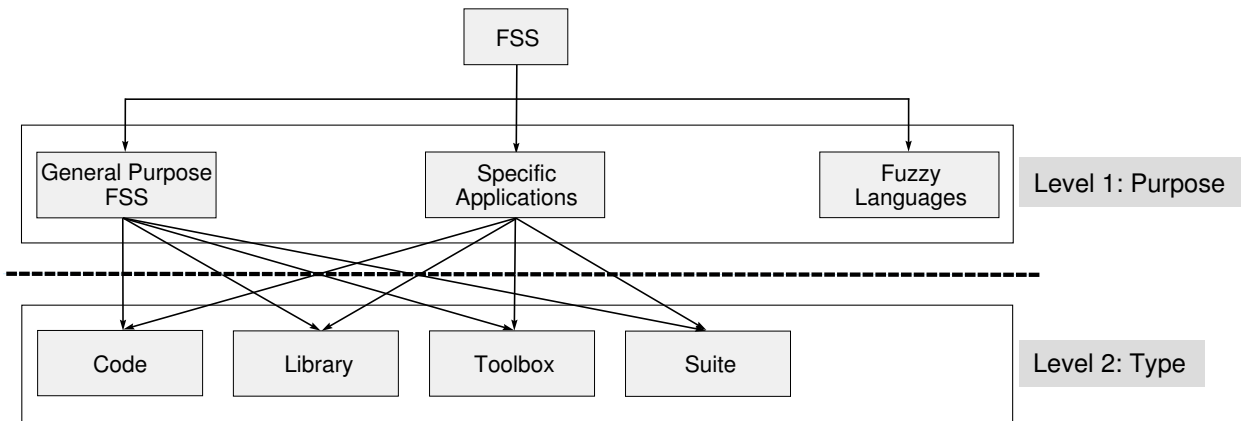 FSS
General Purpose
FSS
Specific
Applications
Fuzzy
Languages
Level 1: Purpose
Code
Library
Toolbox
Suite
Level 2: Type